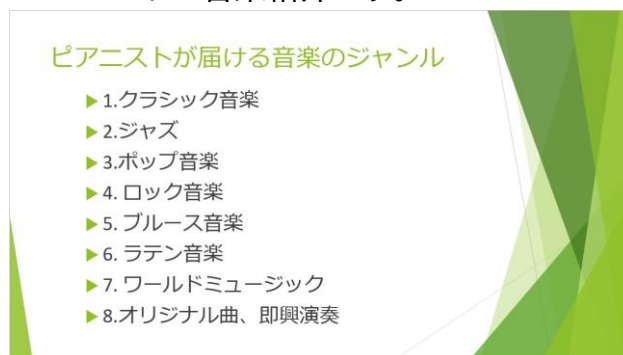 ピアニストが届ける音楽のジャンル
▶1.クラシック音楽
▶2.ジャズ
▶3.ポップ音楽
▶4. ロック音楽
▶5. ブルース音楽
▶6. ラテン音楽
▶7. ワールドミュージック
▶8.オリジナル曲、即興演奏